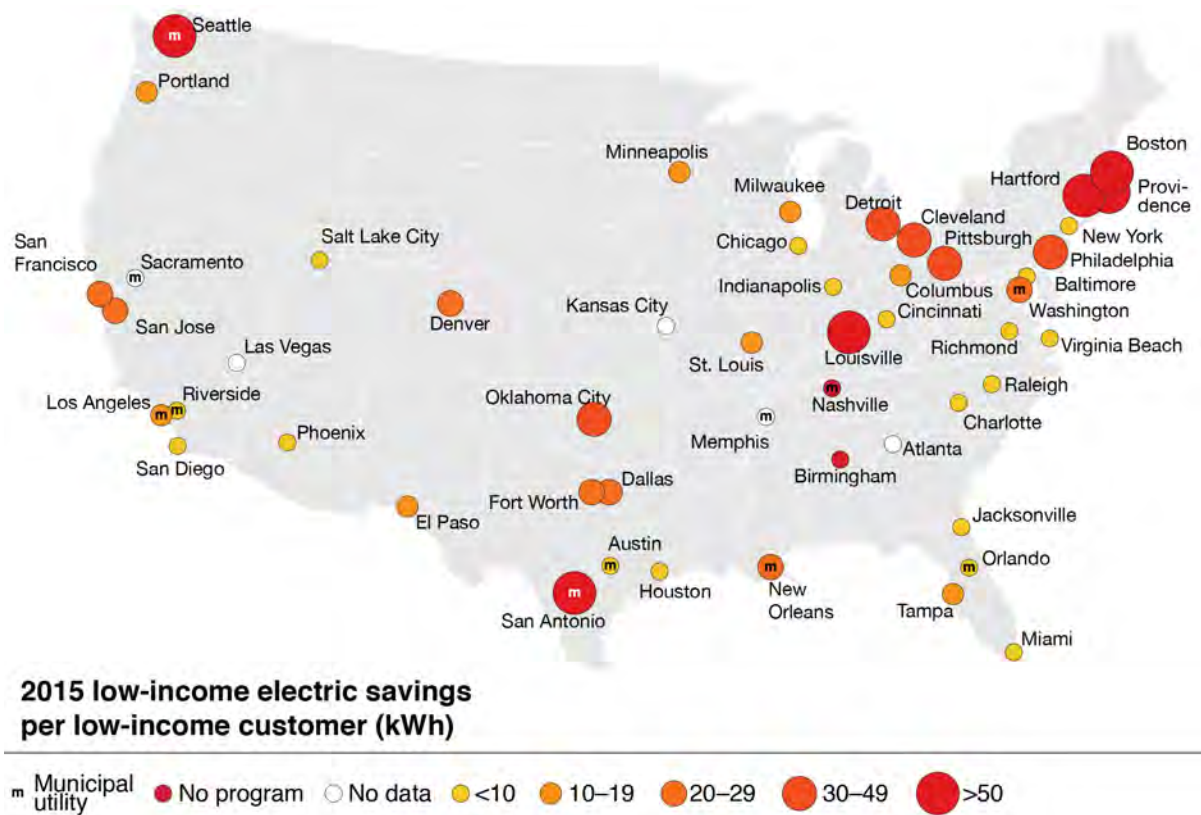 m Seattle
Portland
Minneapolis
Milwaukee
Boston
Hartford
Provi-
dence
Detroit
Cleveland
Pittsburgh
Chicago
New York
Philadelphia
San
Francisco
m Sacramento
Salt Lake City
Indianapolis
Columbus
Baltimore
San Jose
Denver
Kansas City
Cincinnati
m Washington
Las Vegas
St. Louis
Louisville
Richmond
Virginia Beach
Los Angeles m
m Riverside
Oklahoma City
m Nashville
Raleigh
Charlotte
San Diego
Phoenix
m Memphis
Atlanta
Birmingham
Fort Worth
Dallas
El Paso
Jacksonville
m Austin
Houston
m New
Orleans
m Orlando
m San Antonio
Tampa
Miami
2015 low-income electric savings
per low-income customer (kWh)
m Municipal
utility
No program
No data
<10
10–19
20–29
30–49
>50